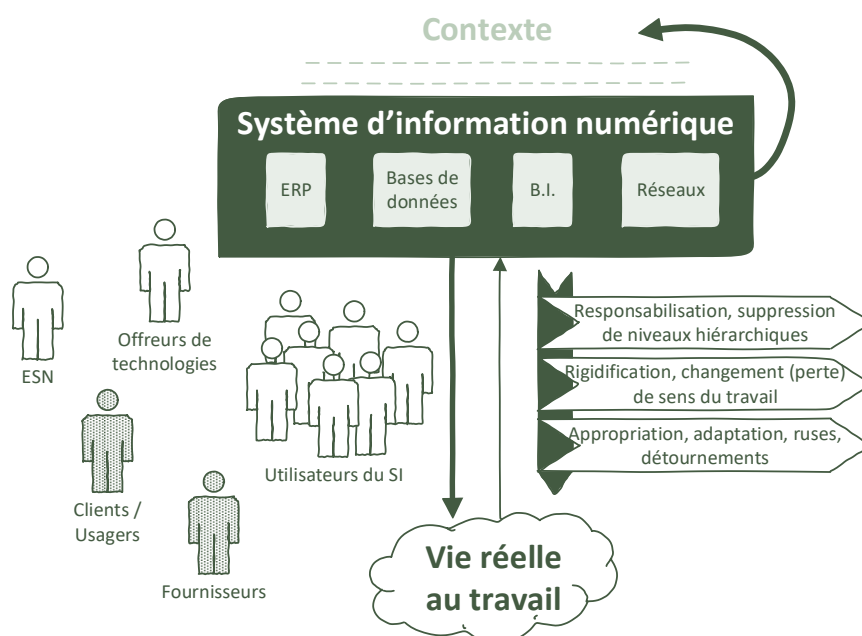 Contexte
Système d’information numérique
ERP
Bases de
données
B.I.
Réseaux
Responsabilisation, suppression
de niveaux hiérarchiques
Rigidification, changement (perte)
de sens du travail
Appropriation, adaptation, ruses,
détournements
Offreurs de
technologies
ESN
Utilisateurs du SI
Clients /
Usagers
Fournisseurs
Vie réelle
au travail